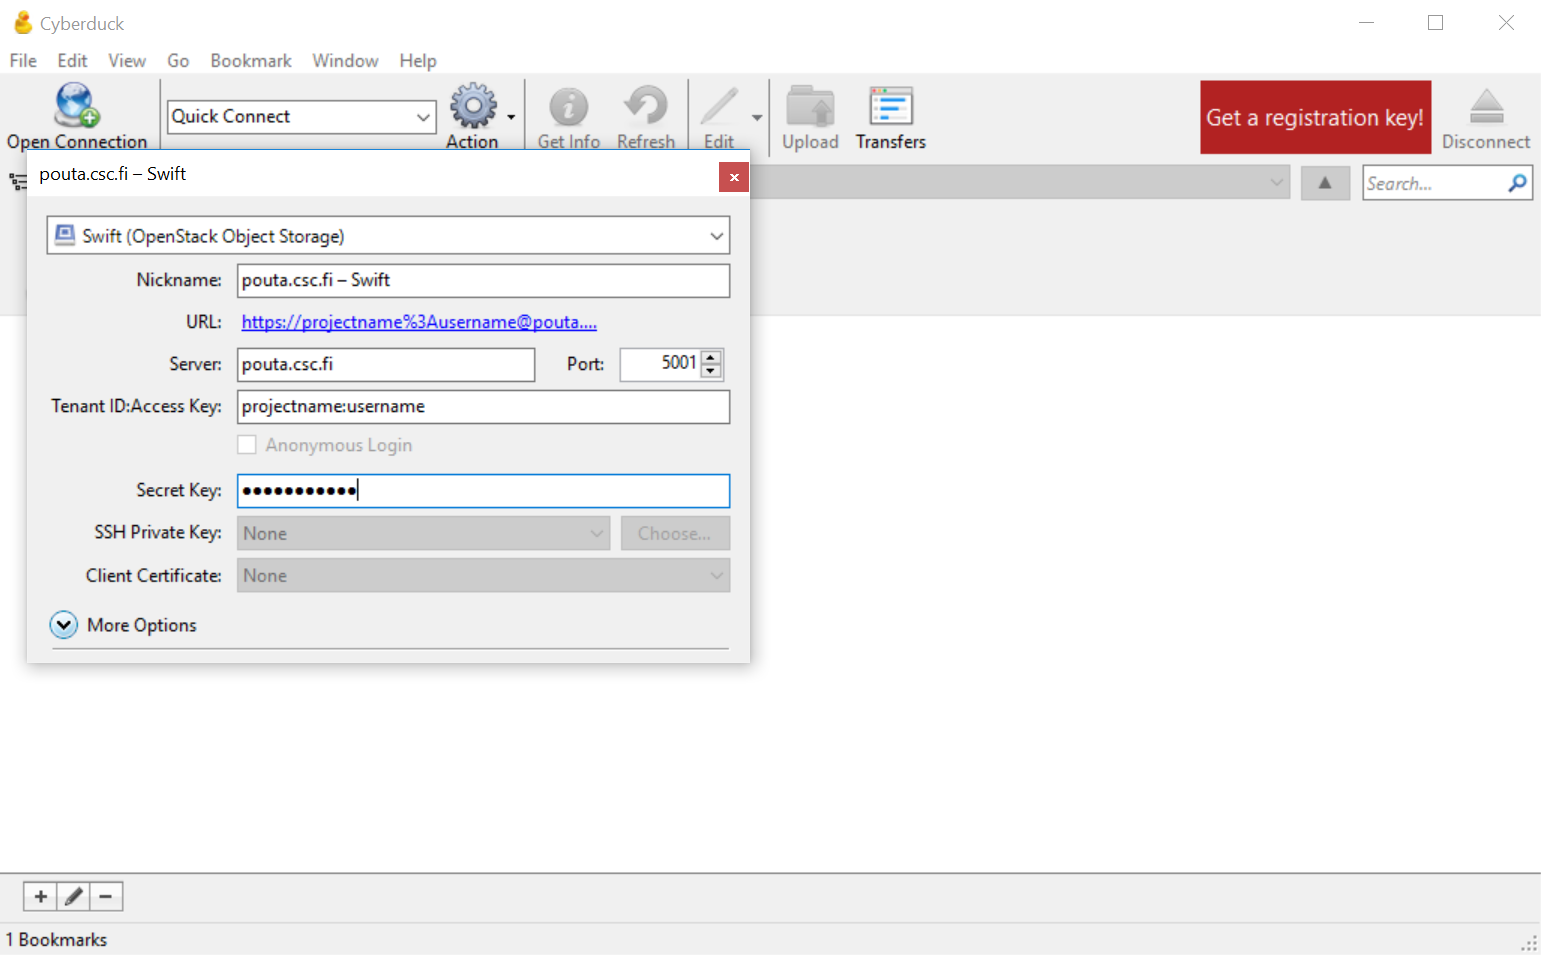 Cyberduck
File Edit View Go Bookmark Window Help
Open Connection
Quick Connect
Action
Get Info
Refresh
Edit
Upload
Transfers
Get a registration key!
Disconnect
Search...
pouta.csc.fi – Swift
Swift (OpenStack Object Storage)
Nickname: pouta.csc.fi – Swift
URL: https://projectname%3Ausername@pouta....
Server: pouta.csc.fi Port: 5001
Tenant ID:Access Key: projectname:username
Anonymous Login
Secret Key: ●●●●●●●●●●●
SSH Private Key: None Choose...
Client Certificate: None
More Options
1 Bookmarks